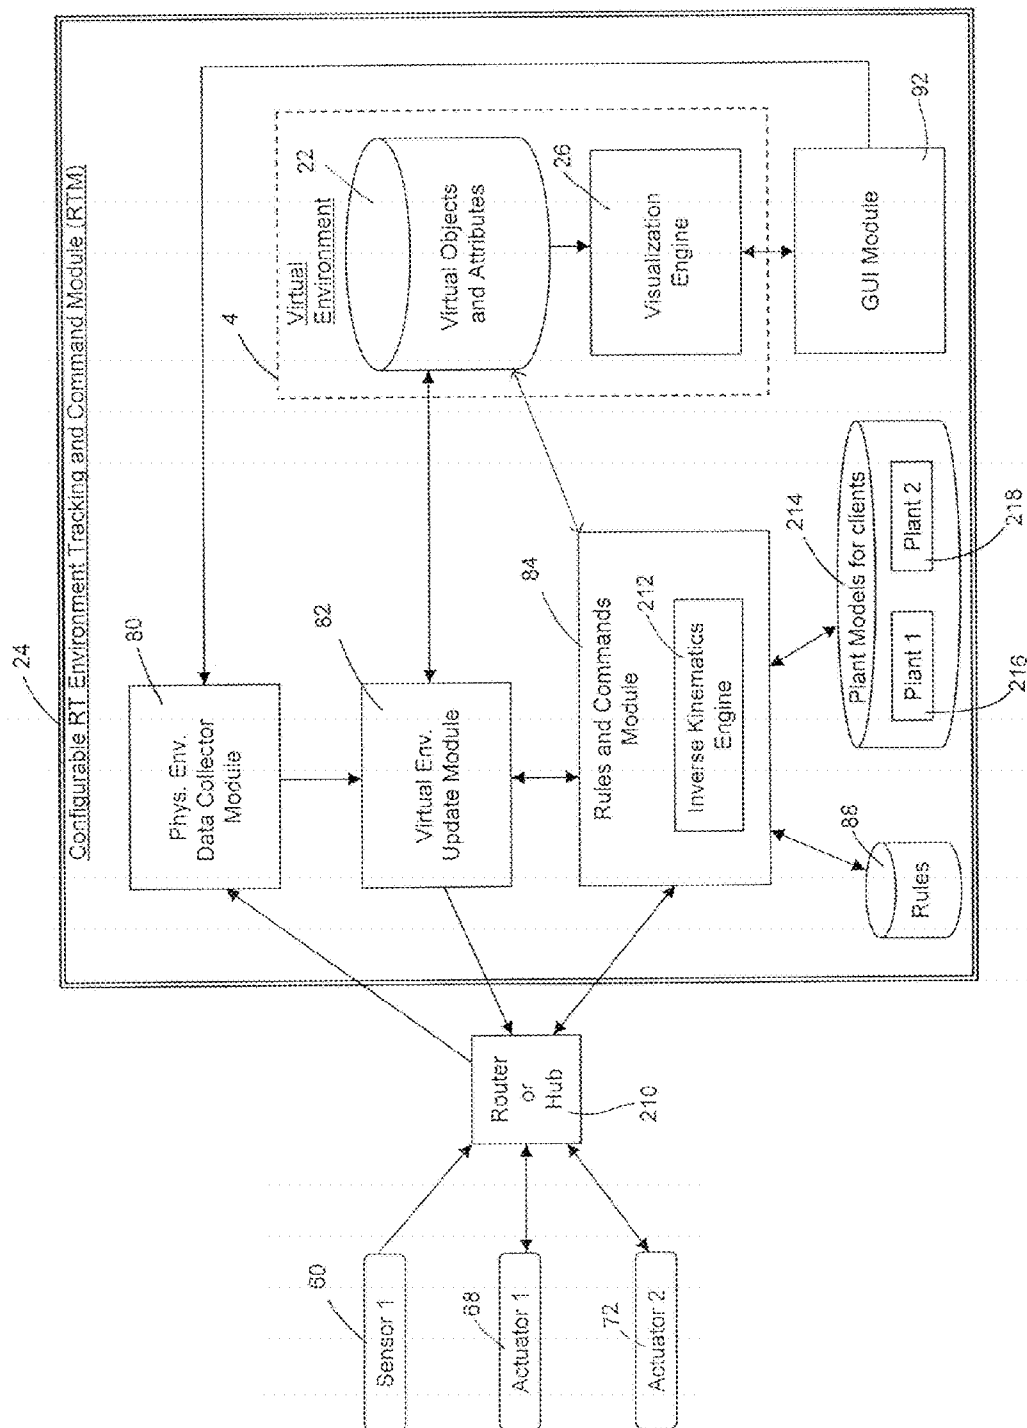 24
Configurable RT Environment Tracking and Command Module (RTM)
80
Phys. Env.
Data Collector
Module
4
Virtual
Environment
22
Virtual Objects
and Attributes
82
Virtual Env.
Update Module
26
Visualization
Engine
60
Sensor 1
68
Actuator 1
72
Actuator 2
Router
or
Hub
210
84
Rules and Commands
Module
212
Inverse Kinematics
Engine
92
GUI Module
88
Rules
214
Plant Models for clients
Plant 1
216
Plant 2
218